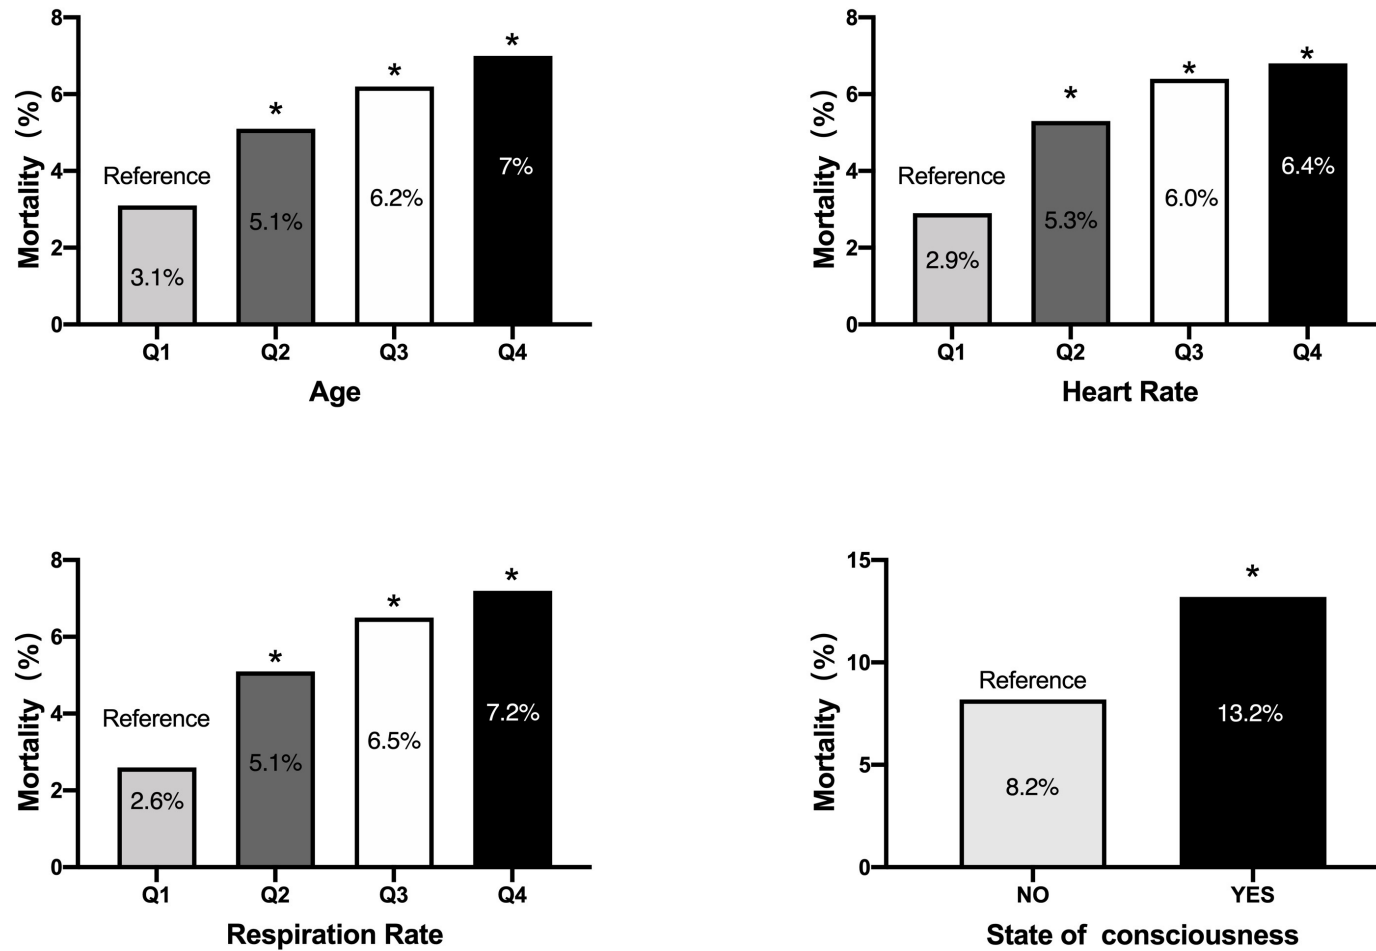 8
6
4
2
0
Mortality (%)
Reference
*
*
*
3.1%
5.1%
6.2%
7%
Q1 Q2 Q3 Q4
Age
8
6
4
2
0
Mortality (%)
Reference
*
*
*
2.9%
5.3%
6.0%
6.4%
Q1 Q2 Q3 Q4
Heart Rate
8
6
4
2
0
Mortality (%)
Reference
*
*
*
2.6%
5.1%
6.5%
7.2%
Q1 Q2 Q3 Q4
Respiration Rate
15
10
5
0
Mortality (%)
Reference
*
8.2%
13.2%
NO YES
State of consciousness